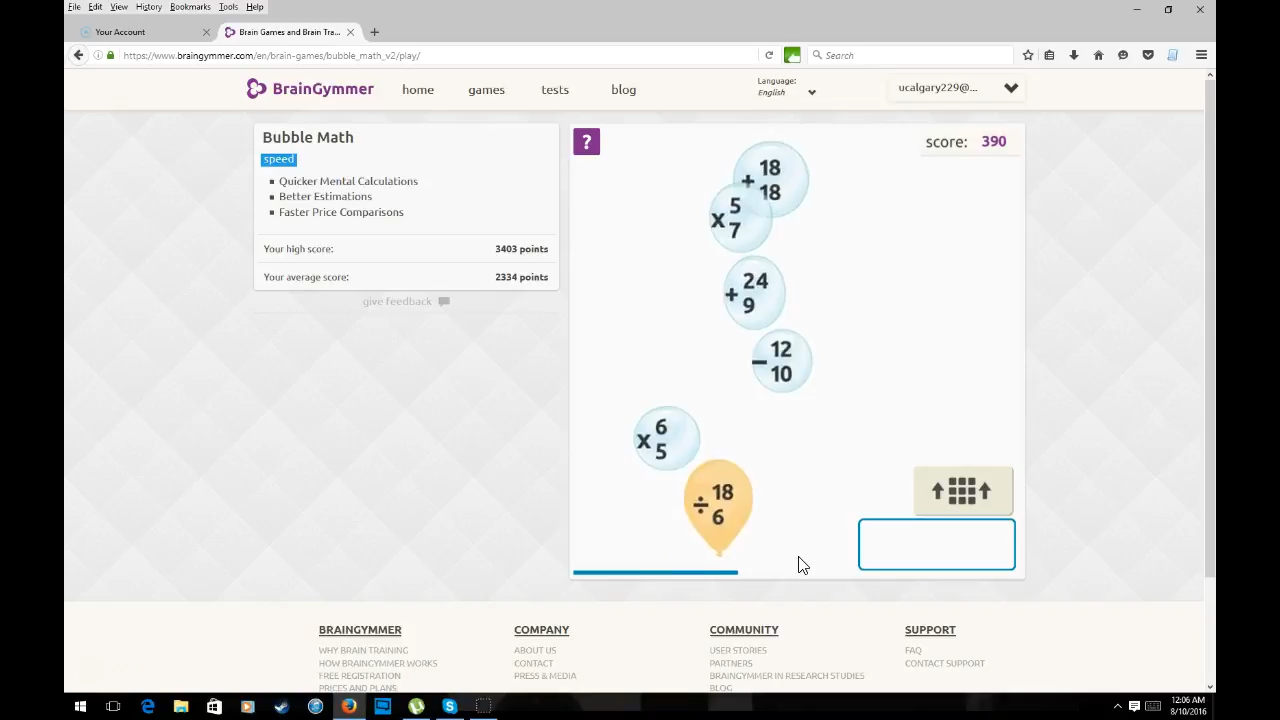 File Edit View History Bookmarks Tools Help
Your Account
Brain Games and Brain Tra...
https://www.braingymmer.com/en/brain-games/bubble_math_v2/play/
Search
BrainGymmer
home games tests blog
Language:
English
ucalgary229@...
Bubble Math
speed
Quicker Mental Calculations
Better Estimations
Faster Price Comparisons
Your high score: 3403 points
Your average score: 2334 points
give feedback
?
score: 390
+ 18
18
x 5
7
+ 24
9
− 12
10
x 6
5
÷ 18
6
BRAINGYMMER
WHY BRAIN TRAINING
HOW BRAINGYMMER WORKS
FREE REGISTRATION
PRICES AND PLANS
COMPANY
ABOUT US
CONTACT
PRESS & MEDIA
COMMUNITY
USER STORIES
PARTNERS
BRAINGYMMER IN RESEARCH STUDIES
BLOG
SUPPORT
FAQ
CONTACT SUPPORT
12:06 AM
8/10/2016